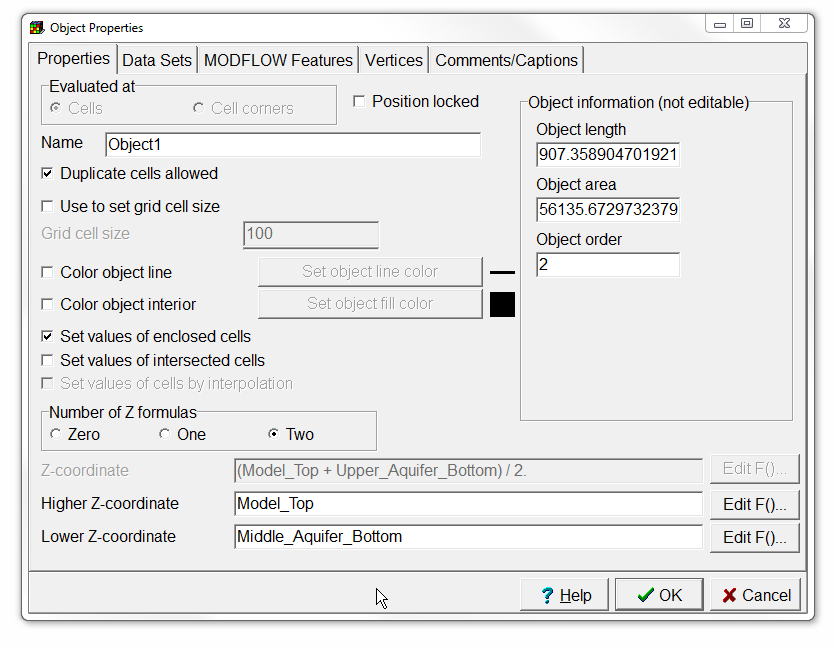 Object Properties
Properties
Data Sets
MODFLOW Features
Vertices
Comments/Captions
Evaluated at
Cells
Cell corners
Position locked
Name
Object1
Duplicate cells allowed
Use to set grid cell size
Grid cell size
100
Color object line
Set object line color
Color object interior
Set object fill color
Set values of enclosed cells
Set values of intersected cells
Set values of cells by interpolation
Number of Z formulas
Zero
One
Two
Object information (not editable)
Object length
907.358904701921
Object area
56135.6729732379
Object order
2
Z-coordinate
(Model_Top + Upper_Aquifer_Bottom) / 2.
Edit F()...
Higher Z-coordinate
Model_Top
Edit F()...
Lower Z-coordinate
Middle_Aquifer_Bottom
Edit F()...
? Help
OK
Cancel